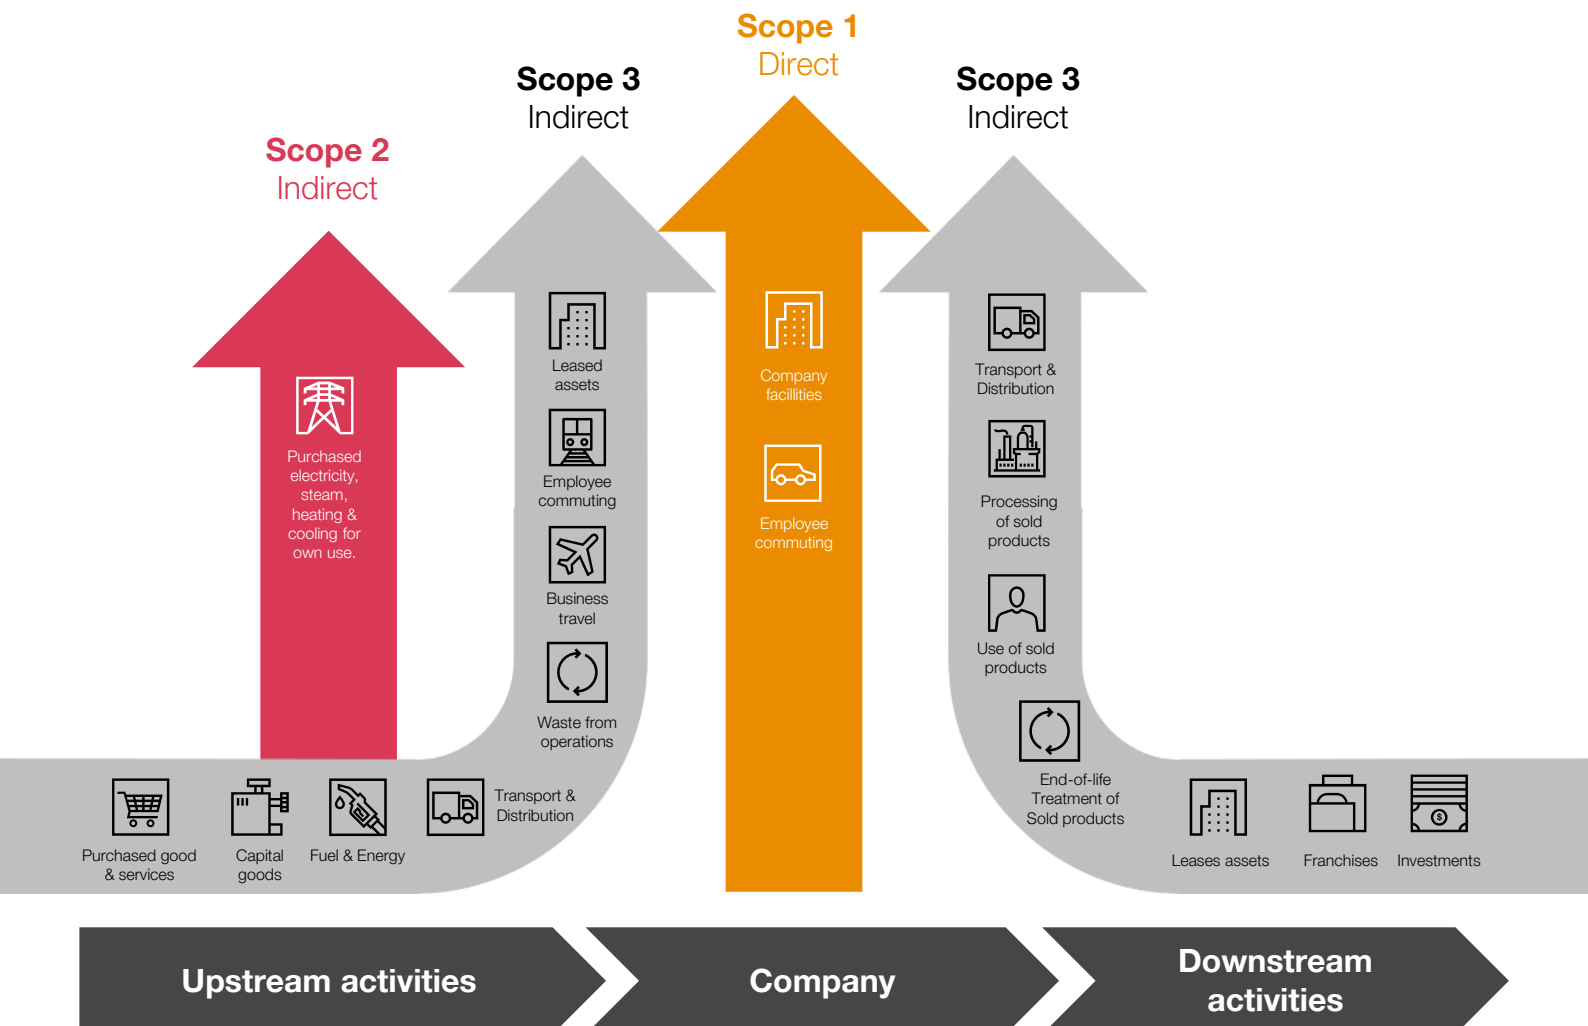 Scope 1
Direct
Scope 3
Indirect
Scope 3
Indirect
Scope 2
Indirect
Purchased
electricity,
steam,
heating &
cooling for
own use.
Leased
assets
Employee
commuting
Business
travel
Waste from
operations
Company
facillities
Employee
commuting
Transport &
Distribution
Processing
of sold
products
Use of sold
products
End-of-life
Treatment of
Sold products
Purchased good
& services
Capital
goods
Fuel & Energy
Transport &
Distribution
Leases assets
Franchises
$
Investments
Upstream activities
Company
Downstream
activities